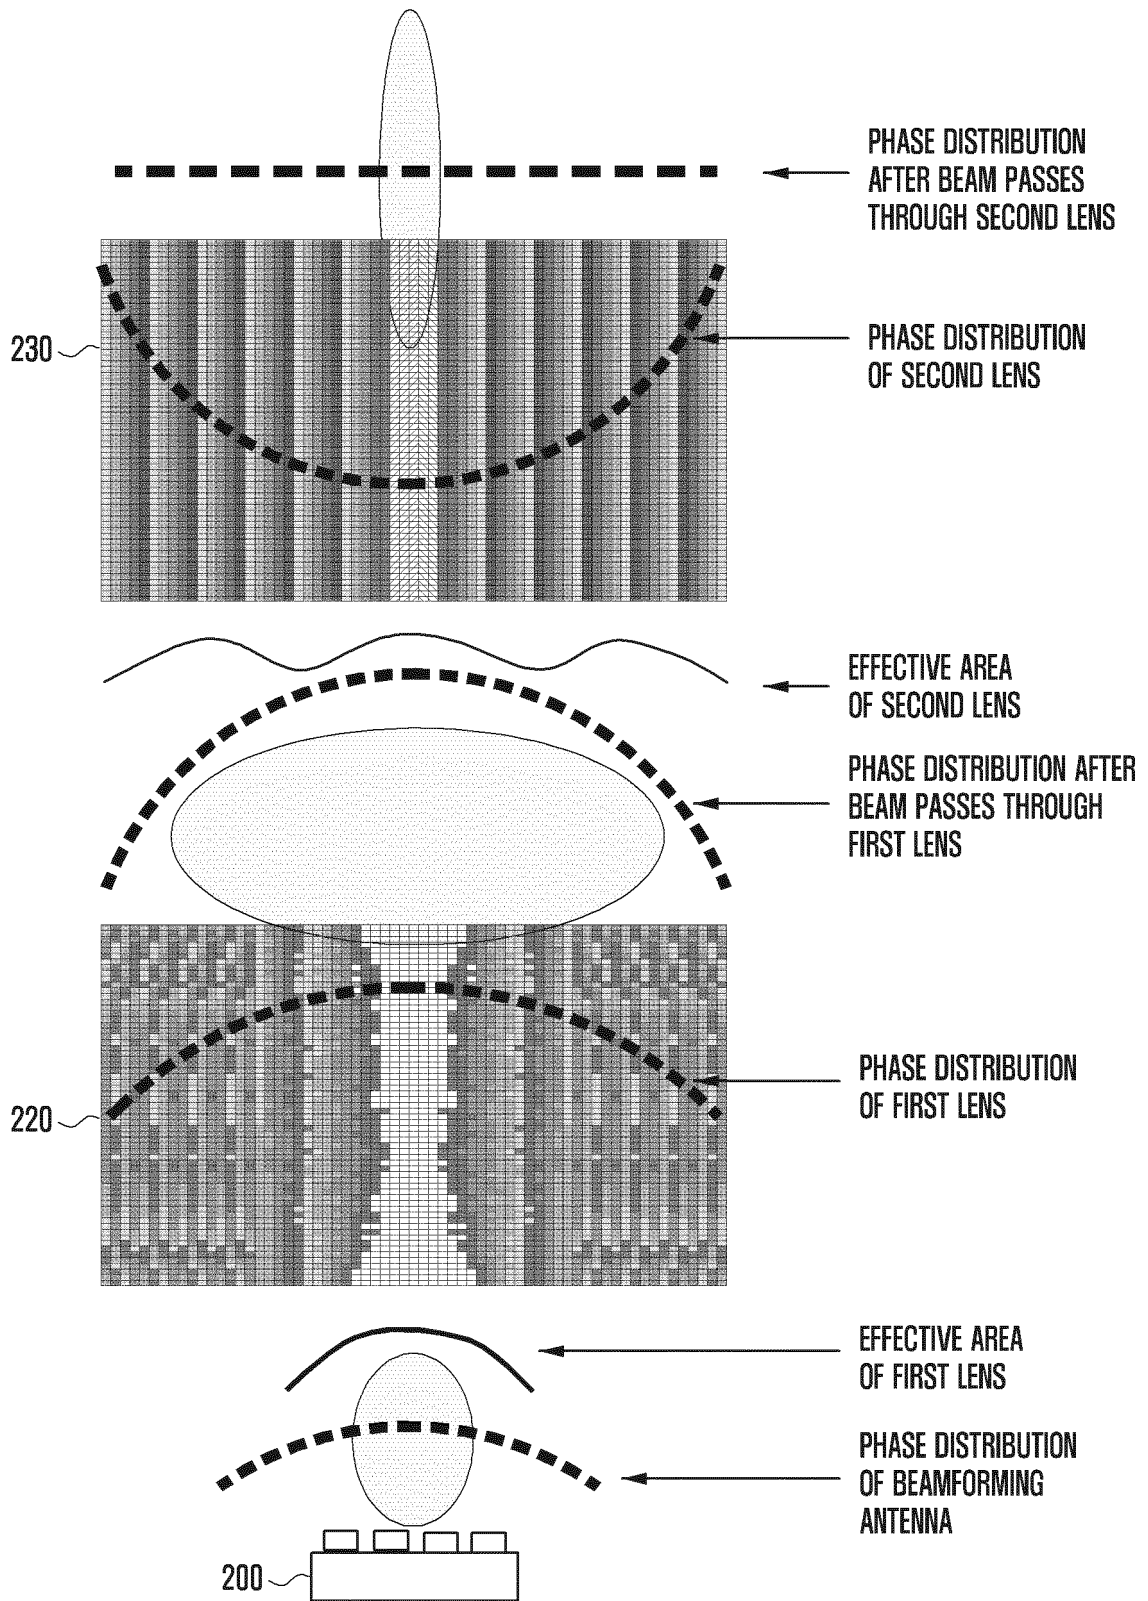 PHASE DISTRIBUTION
AFTER BEAM PASSES
THROUGH SECOND LENS
230
PHASE DISTRIBUTION
OF SECOND LENS
EFFECTIVE AREA
OF SECOND LENS
PHASE DISTRIBUTION AFTER
BEAM PASSES THROUGH
FIRST LENS
PHASE DISTRIBUTION
OF FIRST LENS
220
EFFECTIVE AREA
OF FIRST LENS
PHASE DISTRIBUTION
OF BEAMFORMING
ANTENNA
200